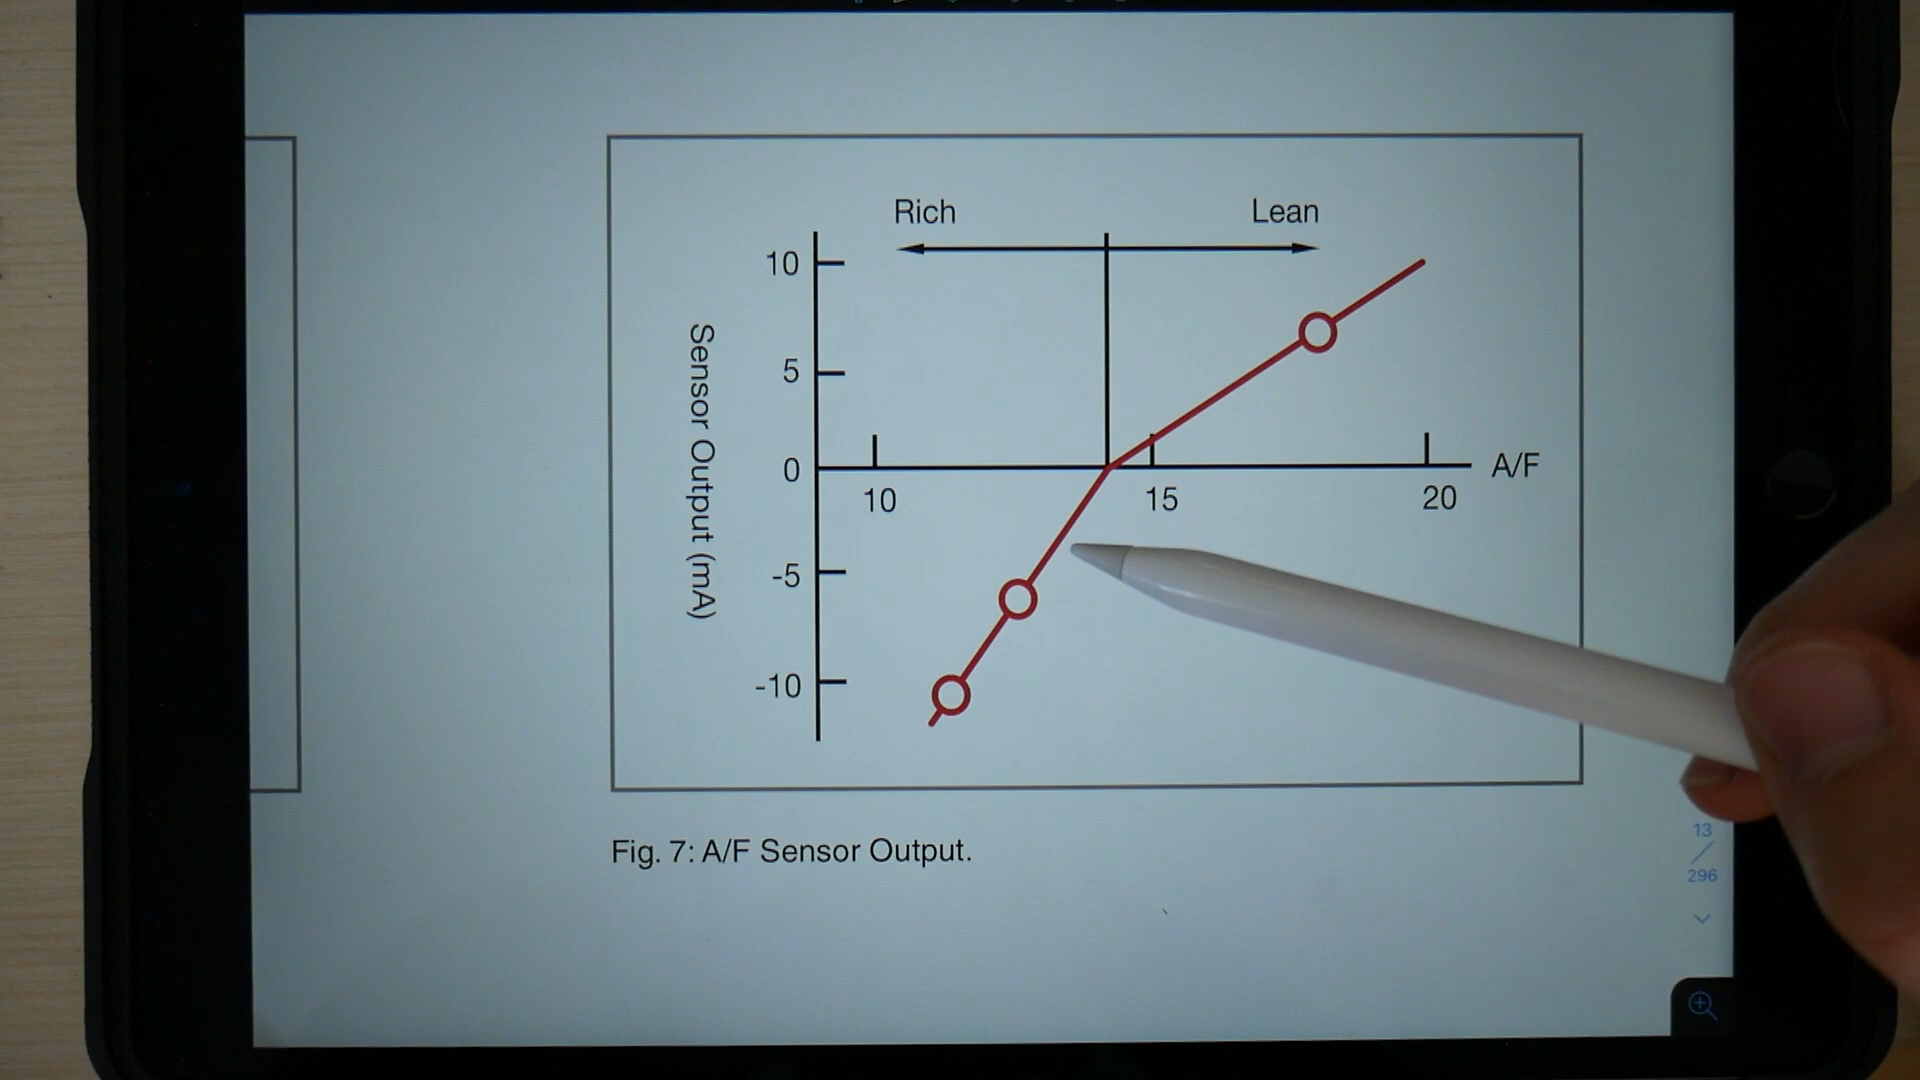 Rich
Lean
10
5
0
-5
-10
Sensor Output (mA)
10
15
20
A/F
Fig. 7: A/F Sensor Output.
13
296